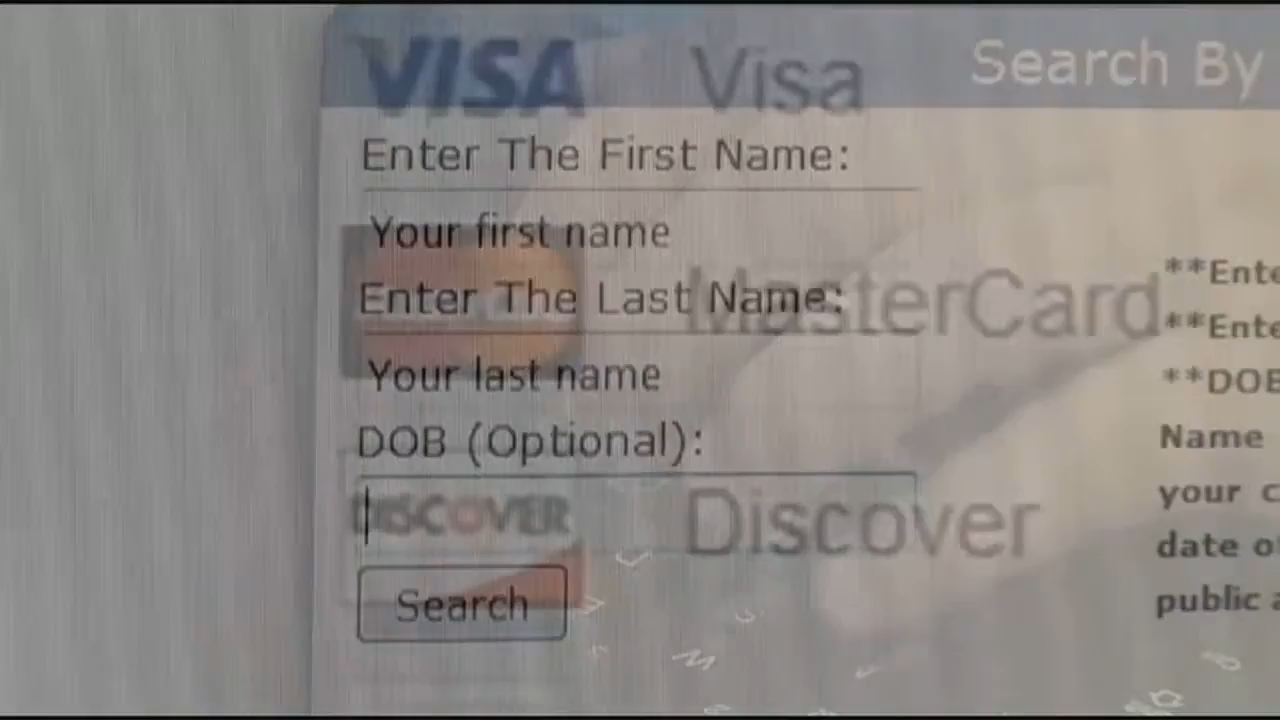 VISA Visa Search By
Enter The First Name:
Your first name
Enter The Last Name:
MasterCard
Your last name
DOB (Optional):
DISCOVER Discover
Search
**Ente
**Ente
**DOB
Name
your c
date of
public a